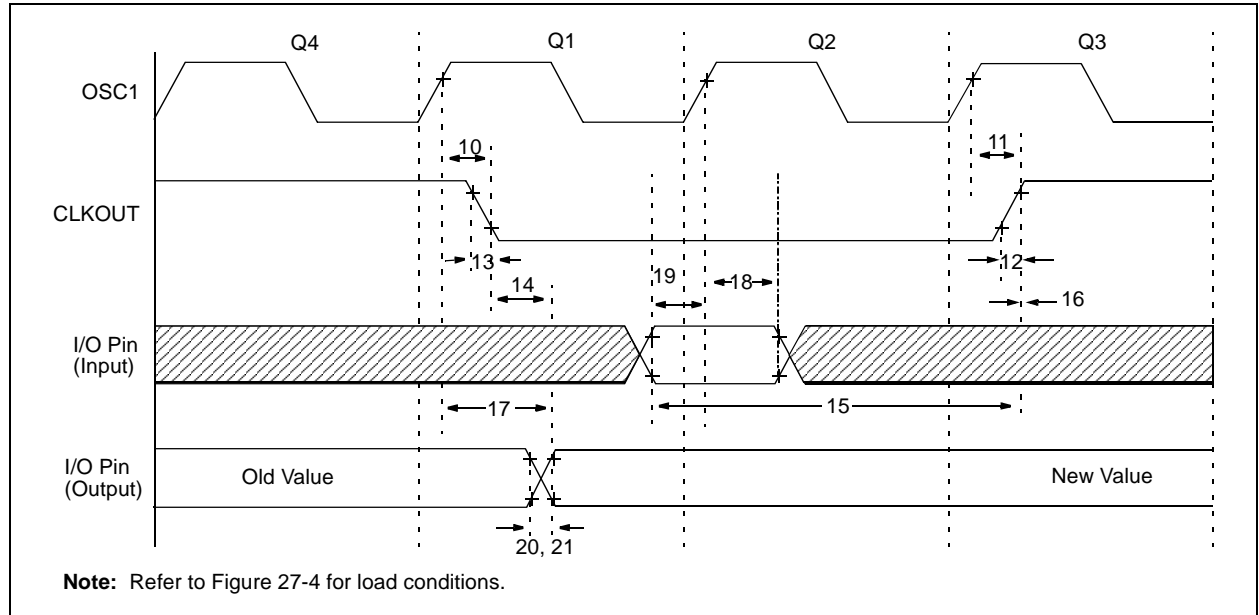 Q4 Q1 Q2 Q3
OSC1
10 11
CLKOUT
13 19 18 12
14 16
I/O Pin
(Input)
17 15
I/O Pin
(Output)
Old Value New Value
20, 21
Note: Refer to Figure 27-4 for load conditions.